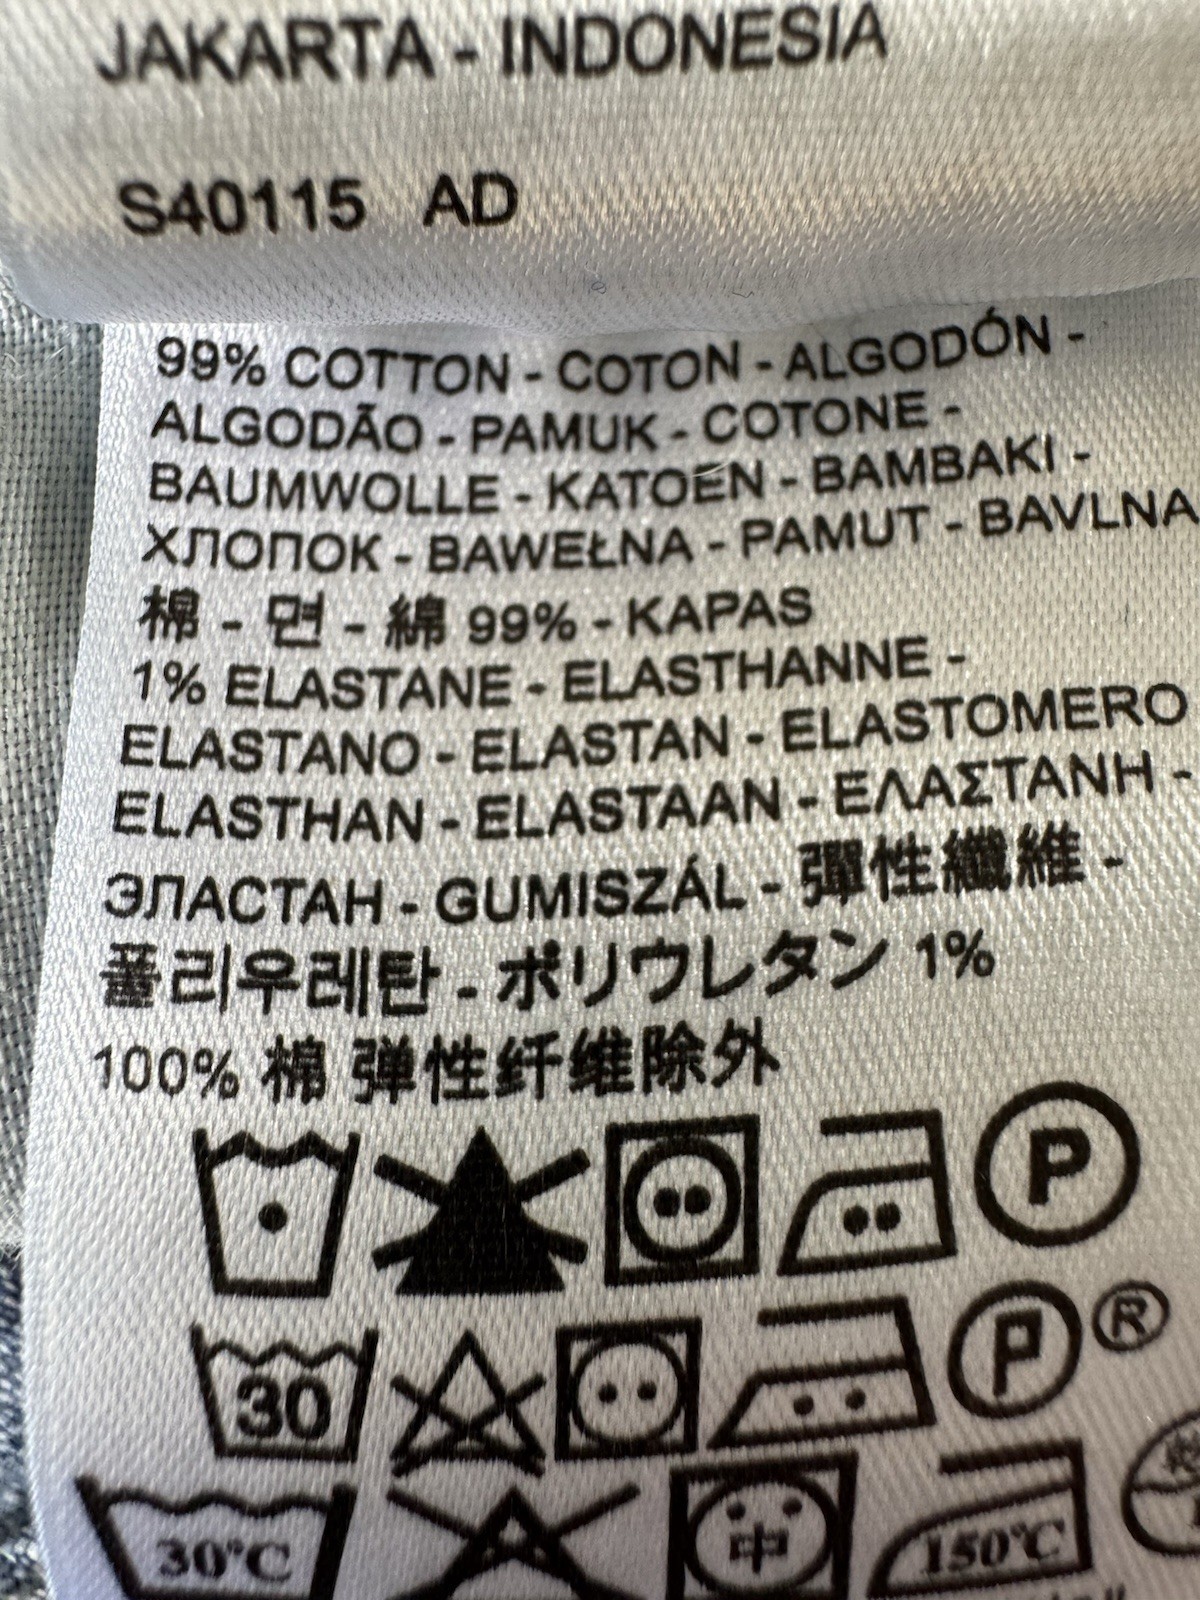 JAKARTA - INDONESIA
S40115 AD
99% COTTON - COTON - ALGODÓN -
ALGODÃO - PAMUK - COTONE -
BAUMWOLLE - KATOEN - BAMBAKI -
ХЛОПОК - BAWEŁNA - PAMUT - BAVLNA
棉 - 면 - 綿 99% - KAPAS
1% ELASTANE - ELASTHANNE -
ELASTANO - ELASTAN - ELASTOMERO
ELASTHAN - ELASTAAN - ΕΛΑΣΤΑΝΗ -
ЭЛАСТАН - GUMISZÁL - 彈性纖維 -
폴리우레탄 - ポリウレタン 1%
100% 棉 弹性纤维除外
P
30 P ®
30℃ 中 150℃